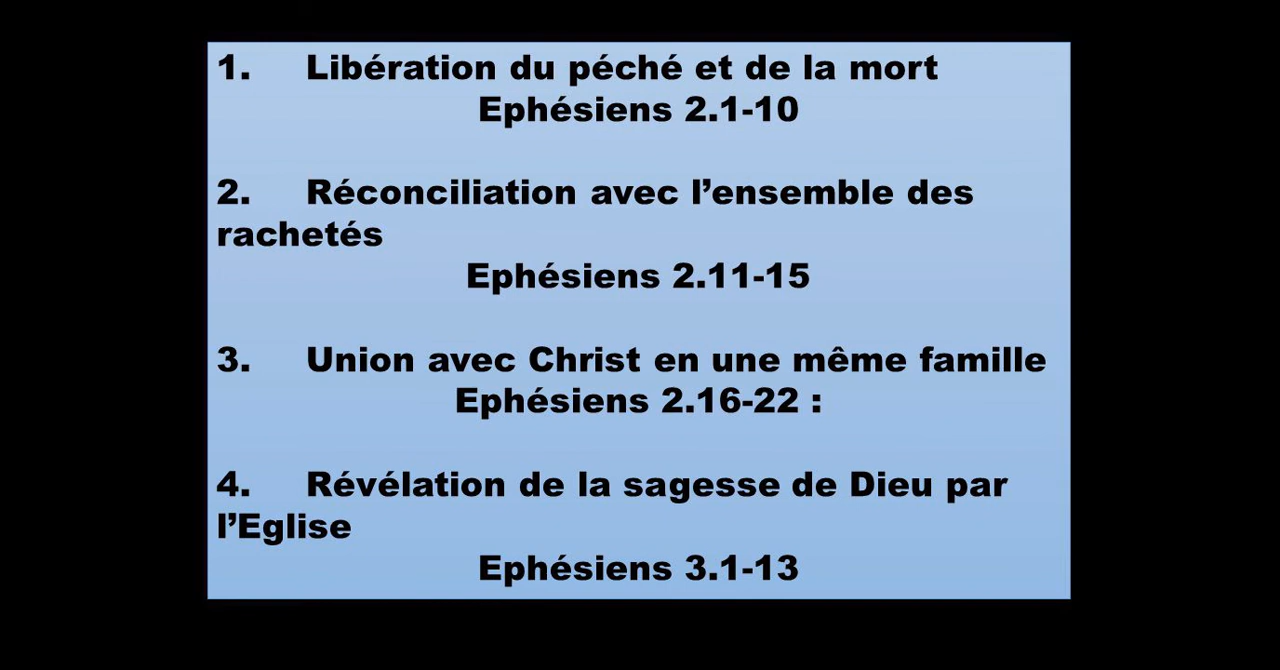 1. Libération du péché et de la mort
Ephésiens 2.1-10
2. Réconciliation avec l’ensemble des
rachetés
Ephésiens 2.11-15
3. Union avec Christ en une même famille
Ephésiens 2.16-22 :
4. Révélation de la sagesse de Dieu par
l’Eglise
Ephésiens 3.1-13